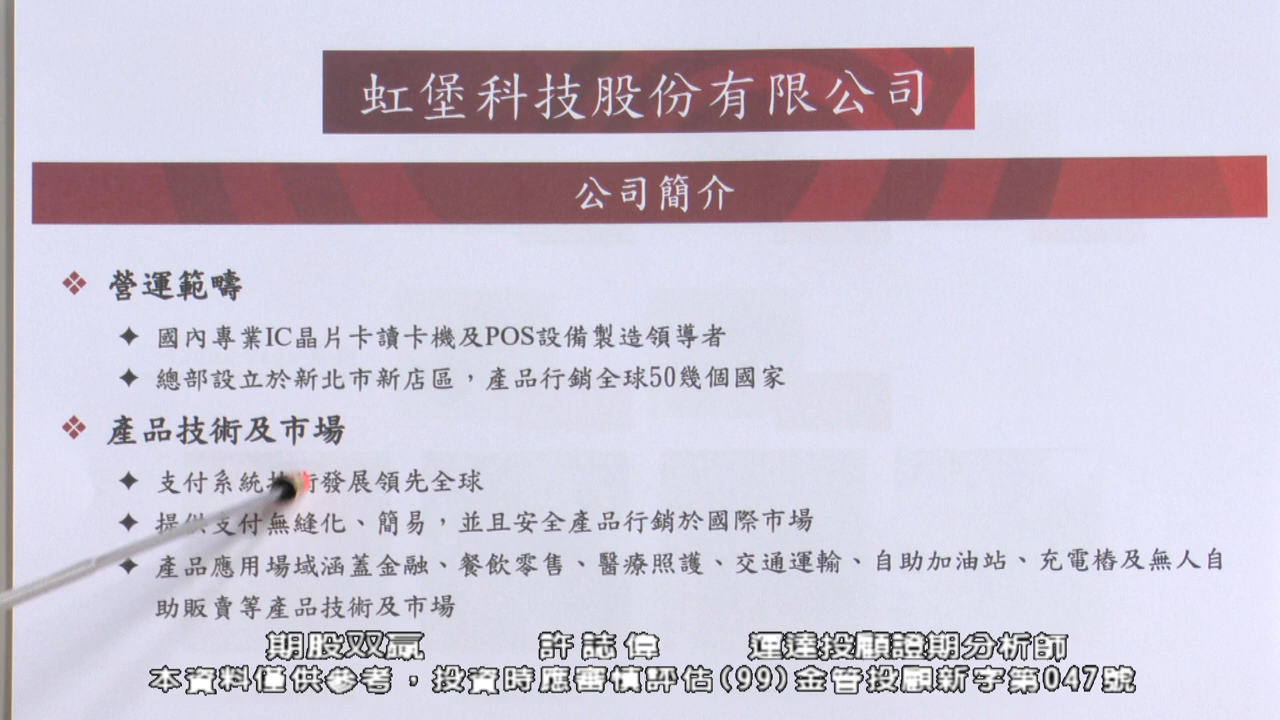 虹堡科技股份有限公司
公司簡介
❖ 營運範疇
✦ 國內專業IC晶片卡讀卡機及POS設備製造領導者
✦ 總部設立於新北市新店區，產品行銷全球50幾個國家
❖ 產品技術及市場
✦ 支付系統技術發展領先全球
✦ 提供支付無縫化、簡易，並且安全產品行銷於國際市場
✦ 產品應用場域涵蓋金融、餐飲零售、醫療照護、交通運輸、自助加油站、充電樁及無人自
助販賣等產品技術及市場
期股双赢 許誌偉 運達投顧證期分析師
本資料僅供參考，投資時應審慎評估(99)金管投顧新字第047號